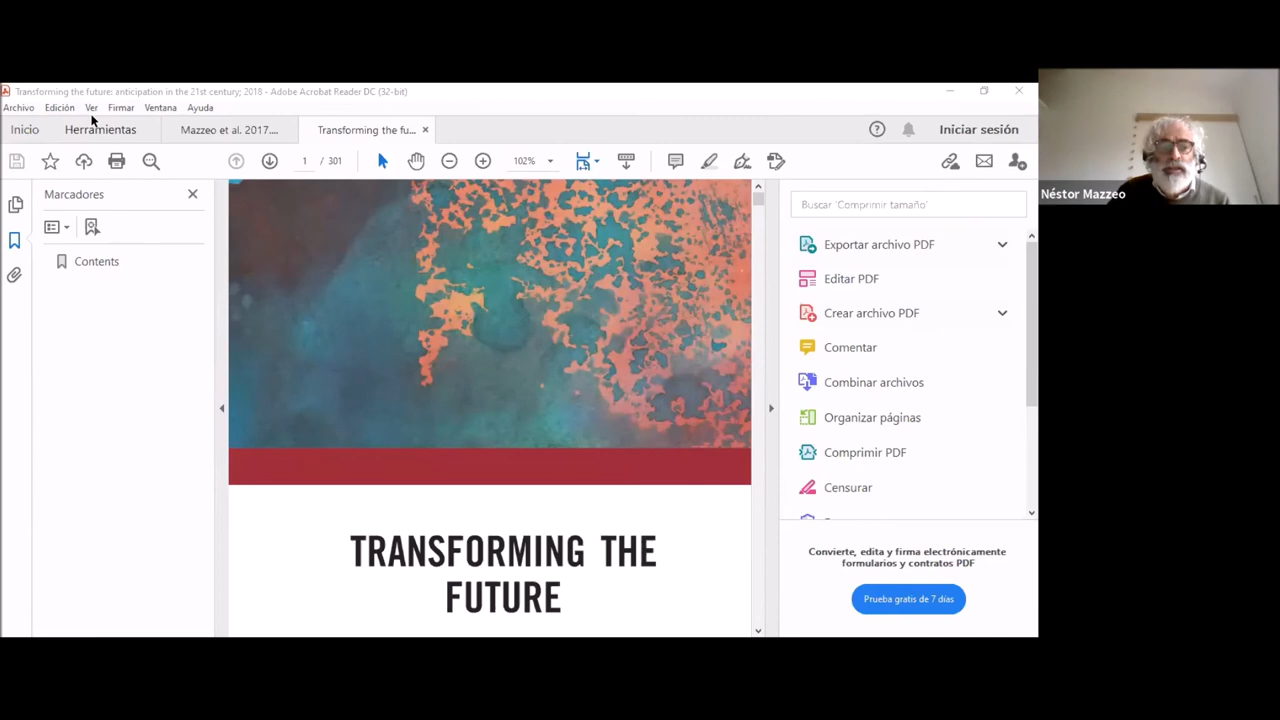 Transforming the future: anticipation in the 21st century; 2018 - Adobe Acrobat Reader DC (32-bit)
Archivo Edición Ver Firmar Ventana Ayuda
Inicio Herramientas Mazzeo et al. 2017.... Transforming the fu... Iniciar sesión
1 / 301 102%
Marcadores
Contents
TRANSFORMING THE
FUTURE
Buscar 'Comprimir tamaño'
Exportar archivo PDF
Editar PDF
Crear archivo PDF
Comentar
Combinar archivos
Organizar páginas
Comprimir PDF
Censurar
Convierte, edita y firma electrónicamente
formularios y contratos PDF
Prueba gratis de 7 días
Néstor Mazzeo